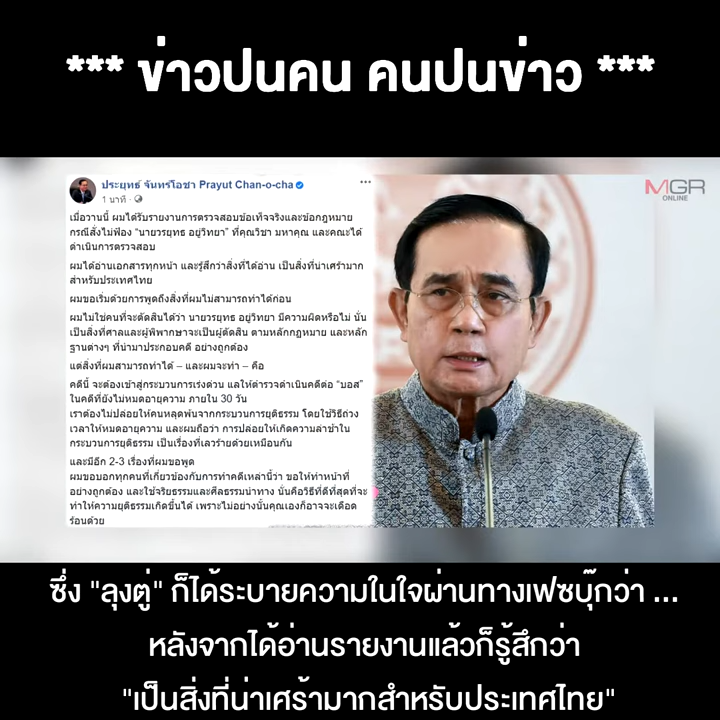 *** ข่าวปนคน คนปนข่าว ***
ประยุทธ์ จันทร์โอชา Prayut Chan-o-cha
1 นาที ·
MGR
ONLINE
เมื่อวานนี้ ผมได้รับรายงานการตรวจสอบข้อเท็จจริงและข้อกฎหมาย
กรณีสั่งไม่ฟ้อง "นายวรยุทธ อยู่วิทยา" ที่คุณวิชา มหาคุณ และคณะได้
ดำเนินการตรวจสอบ
ผมได้อ่านเอกสารทุกหน้า และรู้สึกว่าสิ่งที่ได้อ่าน เป็นสิ่งที่น่าเศร้ามาก
สำหรับประเทศไทย
ผมขอเริ่มด้วยการพูดถึงสิ่งที่ผมไม่สามารถทำได้ก่อน
ผมไม่ใช่คนที่จะตัดสินได้ว่า นายวรยุทธ อยู่วิทยา มีความผิดหรือไม่ นั่น
เป็นสิ่งที่ศาลและผู้พิพากษาจะเป็นผู้ตัดสิน ตามหลักกฎหมาย และหลัก
ฐานต่างๆ ที่นำมาประกอบคดี อย่างถูกต้อง
แต่สิ่งที่ผมสามารถทำได้ – และผมจะทำ – คือ
คดีนี้ จะต้องเข้าสู่กระบวนการเร่งด่วน แลให้ตำรวจดำเนินคดีต่อ "บอส"
ในคดีที่ยังไม่หมดอายุความ ภายใน 30 วัน
เราต้องไม่ปล่อยให้คนหลุดพ้นจากกระบวนการยุติธรรม โดยใช้วิธีถ่วง
เวลาให้หมดอายุความ และผมถือว่า การปล่อยให้เกิดความล่าช้าใน
กระบวนการยุติธรรม เป็นเรื่องที่เลวร้ายด้วยเหมือนกัน
และมีอีก 2-3 เรื่องที่ผมขอพูด
ผมขอบอกทุกคนที่เกี่ยวข้องกับการทำคดีเหล่านี้ว่า ขอให้ทำหน้าที่
อย่างถูกต้อง และใช้จริยธรรมและศีลธรรมนำทาง นั่นคือวิธีที่ดีที่สุดที่จะ
ทำให้ความยุติธรรมเกิดขึ้นได้ เพราะไม่อย่างนั้นคุณเองก็อาจจะเดือด
ร้อนด้วย
ซึ่ง "ลุงตู่" ก็ได้ระบายความในใจผ่านทางเฟซบุ๊กว่า ...
หลังจากได้อ่านรายงานแล้วก็รู้สึกว่า
"เป็นสิ่งที่น่าเศร้ามากสำหรับประเทศไทย"